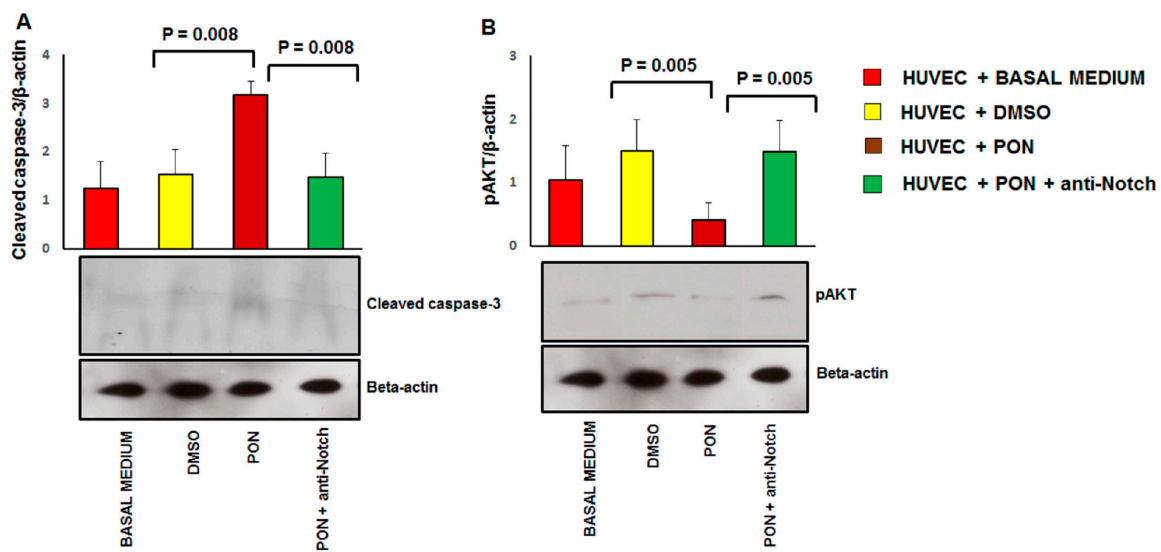 A
P = 0.008
P = 0.008
Cleaved caspase-3/β-actin
4
3
2
1
0
Cleaved caspase-3
Beta-actin
BASAL MEDIUM
DMSO
PON
PON + anti-Notch
B
P = 0.005
P = 0.005
pAKT/β-actin
3
2
1
0
pAKT
Beta-actin
BASAL MEDIUM
DMSO
PON
PON + anti-Notch
HUVEC + BASAL MEDIUM
HUVEC + DMSO
HUVEC + PON
HUVEC + PON + anti-Notch